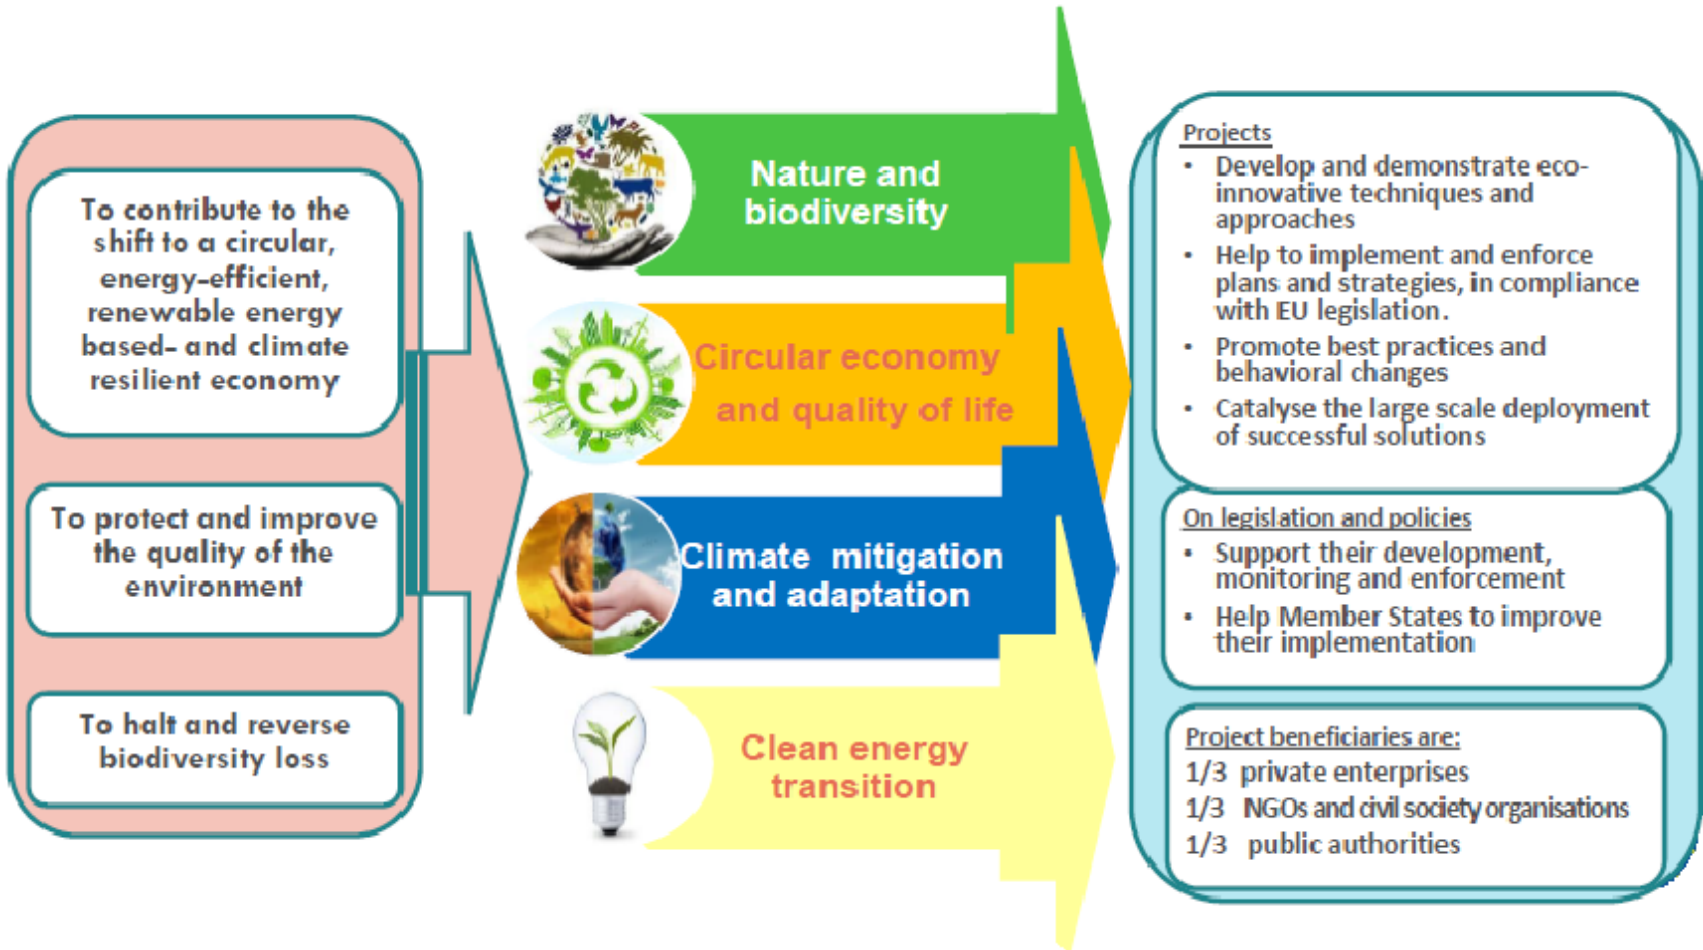 To contribute to the
shift to a circular,
energy-efficient,
renewable energy
based- and climate
resilient economy
To protect and improve
the quality of the
environment
To halt and reverse
biodiversity loss
Nature and
biodiversity
Circular economy
and quality of life
Climate mitigation
and adaptation
Clean energy
transition
Projects
• Develop and demonstrate eco-
innovative techniques and
approaches
• Help to implement and enforce
plans and strategies, in compliance
with EU legislation.
• Promote best practices and
behavioral changes
• Catalyse the large scale deployment
of successful solutions
On legislation and policies
• Support their development,
monitoring and enforcement
• Help Member States to improve
their implementation
Project beneficiaries are:
1/3 private enterprises
1/3 NGOs and civil society organisations
1/3 public authorities